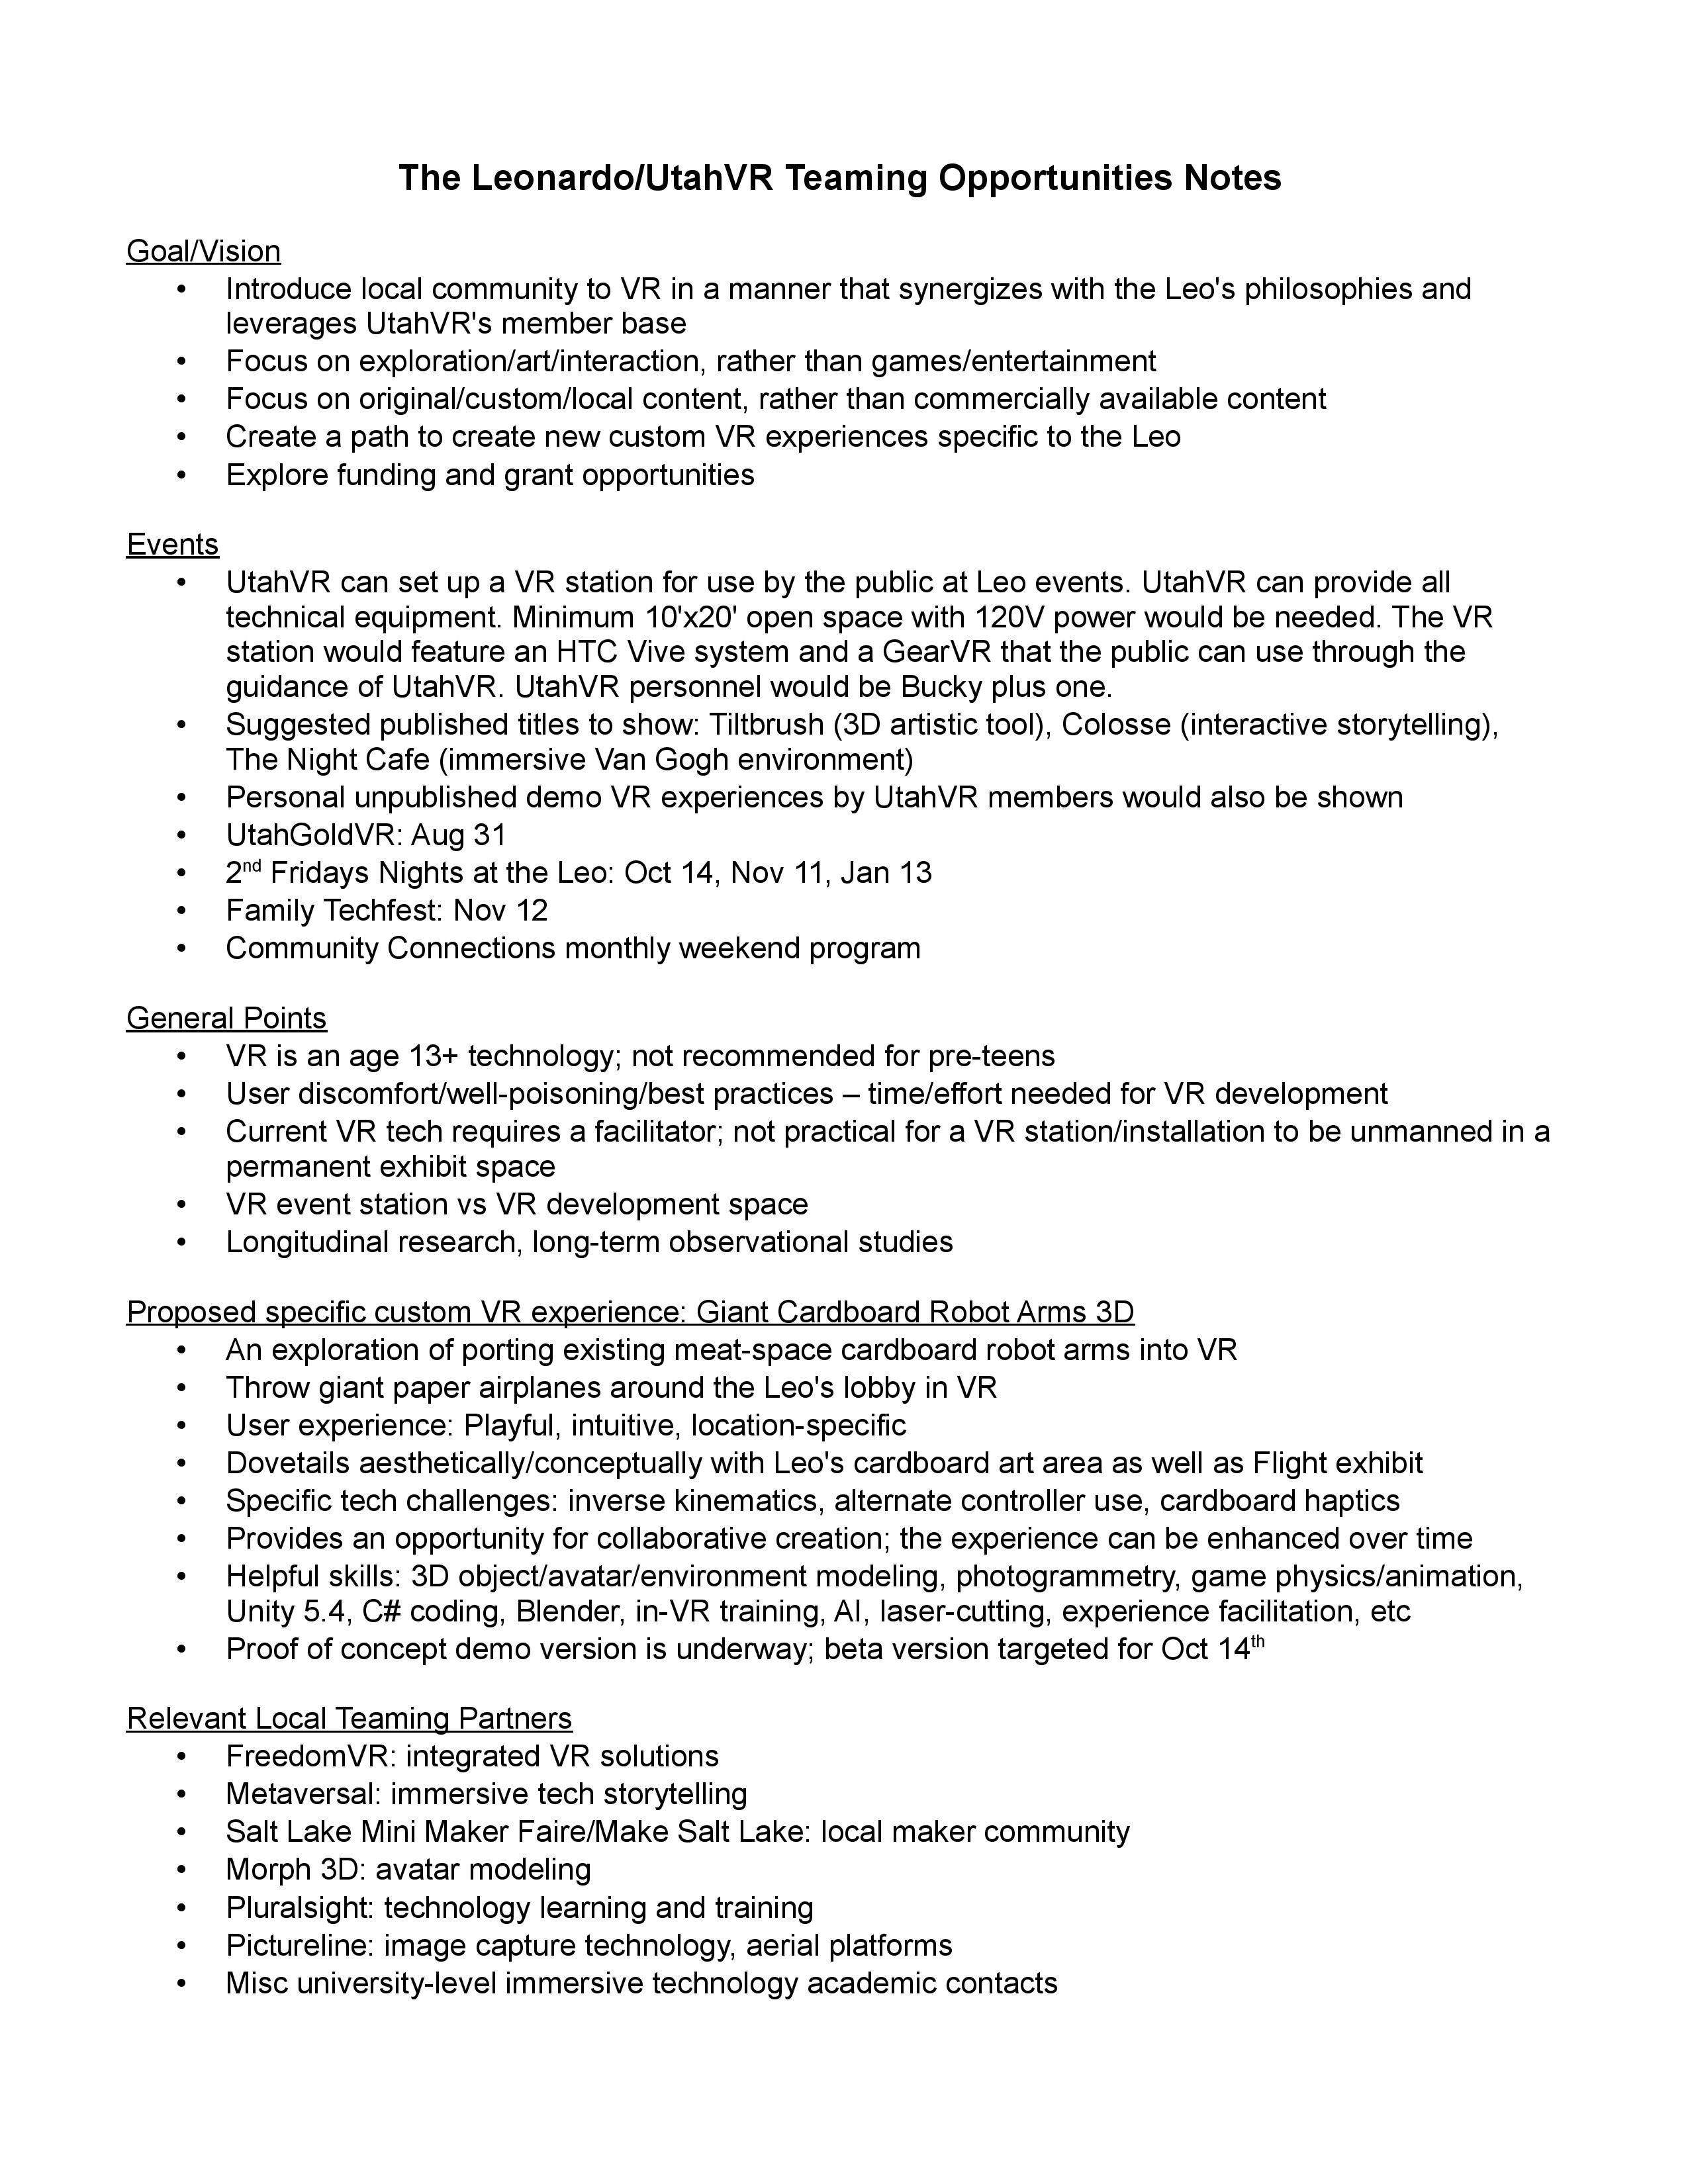 The Leonardo/UtahVR Teaming Opportunities Notes
Goal/Vision
• Introduce local community to VR in a manner that synergizes with the Leo's philosophies and
leverages UtahVR's member base
• Focus on exploration/art/interaction, rather than games/entertainment
• Focus on original/custom/local content, rather than commercially available content
• Create a path to create new custom VR experiences specific to the Leo
• Explore funding and grant opportunities
Events
• UtahVR can set up a VR station for use by the public at Leo events. UtahVR can provide all
technical equipment. Minimum 10'x20' open space with 120V power would be needed. The VR
station would feature an HTC Vive system and a GearVR that the public can use through the
guidance of UtahVR. UtahVR personnel would be Bucky plus one.
• Suggested published titles to show: Tiltbrush (3D artistic tool), Colosse (interactive storytelling),
The Night Cafe (immersive Van Gogh environment)
• Personal unpublished demo VR experiences by UtahVR members would also be shown
• UtahGoldVR: Aug 31
• 2nd Fridays Nights at the Leo: Oct 14, Nov 11, Jan 13
• Family Techfest: Nov 12
• Community Connections monthly weekend program
General Points
• VR is an age 13+ technology; not recommended for pre-teens
• User discomfort/well-poisoning/best practices – time/effort needed for VR development
• Current VR tech requires a facilitator; not practical for a VR station/installation to be unmanned in a
permanent exhibit space
• VR event station vs VR development space
• Longitudinal research, long-term observational studies
Proposed specific custom VR experience: Giant Cardboard Robot Arms 3D
• An exploration of porting existing meat-space cardboard robot arms into VR
• Throw giant paper airplanes around the Leo's lobby in VR
• User experience: Playful, intuitive, location-specific
• Dovetails aesthetically/conceptually with Leo's cardboard art area as well as Flight exhibit
• Specific tech challenges: inverse kinematics, alternate controller use, cardboard haptics
• Provides an opportunity for collaborative creation; the experience can be enhanced over time
• Helpful skills: 3D object/avatar/environment modeling, photogrammetry, game physics/animation,
Unity 5.4, C# coding, Blender, in-VR training, AI, laser-cutting, experience facilitation, etc
• Proof of concept demo version is underway; beta version targeted for Oct 14th
Relevant Local Teaming Partners
• FreedomVR: integrated VR solutions
• Metaversal: immersive tech storytelling
• Salt Lake Mini Maker Faire/Make Salt Lake: local maker community
• Morph 3D: avatar modeling
• Pluralsight: technology learning and training
• Pictureline: image capture technology, aerial platforms
• Misc university-level immersive technology academic contacts